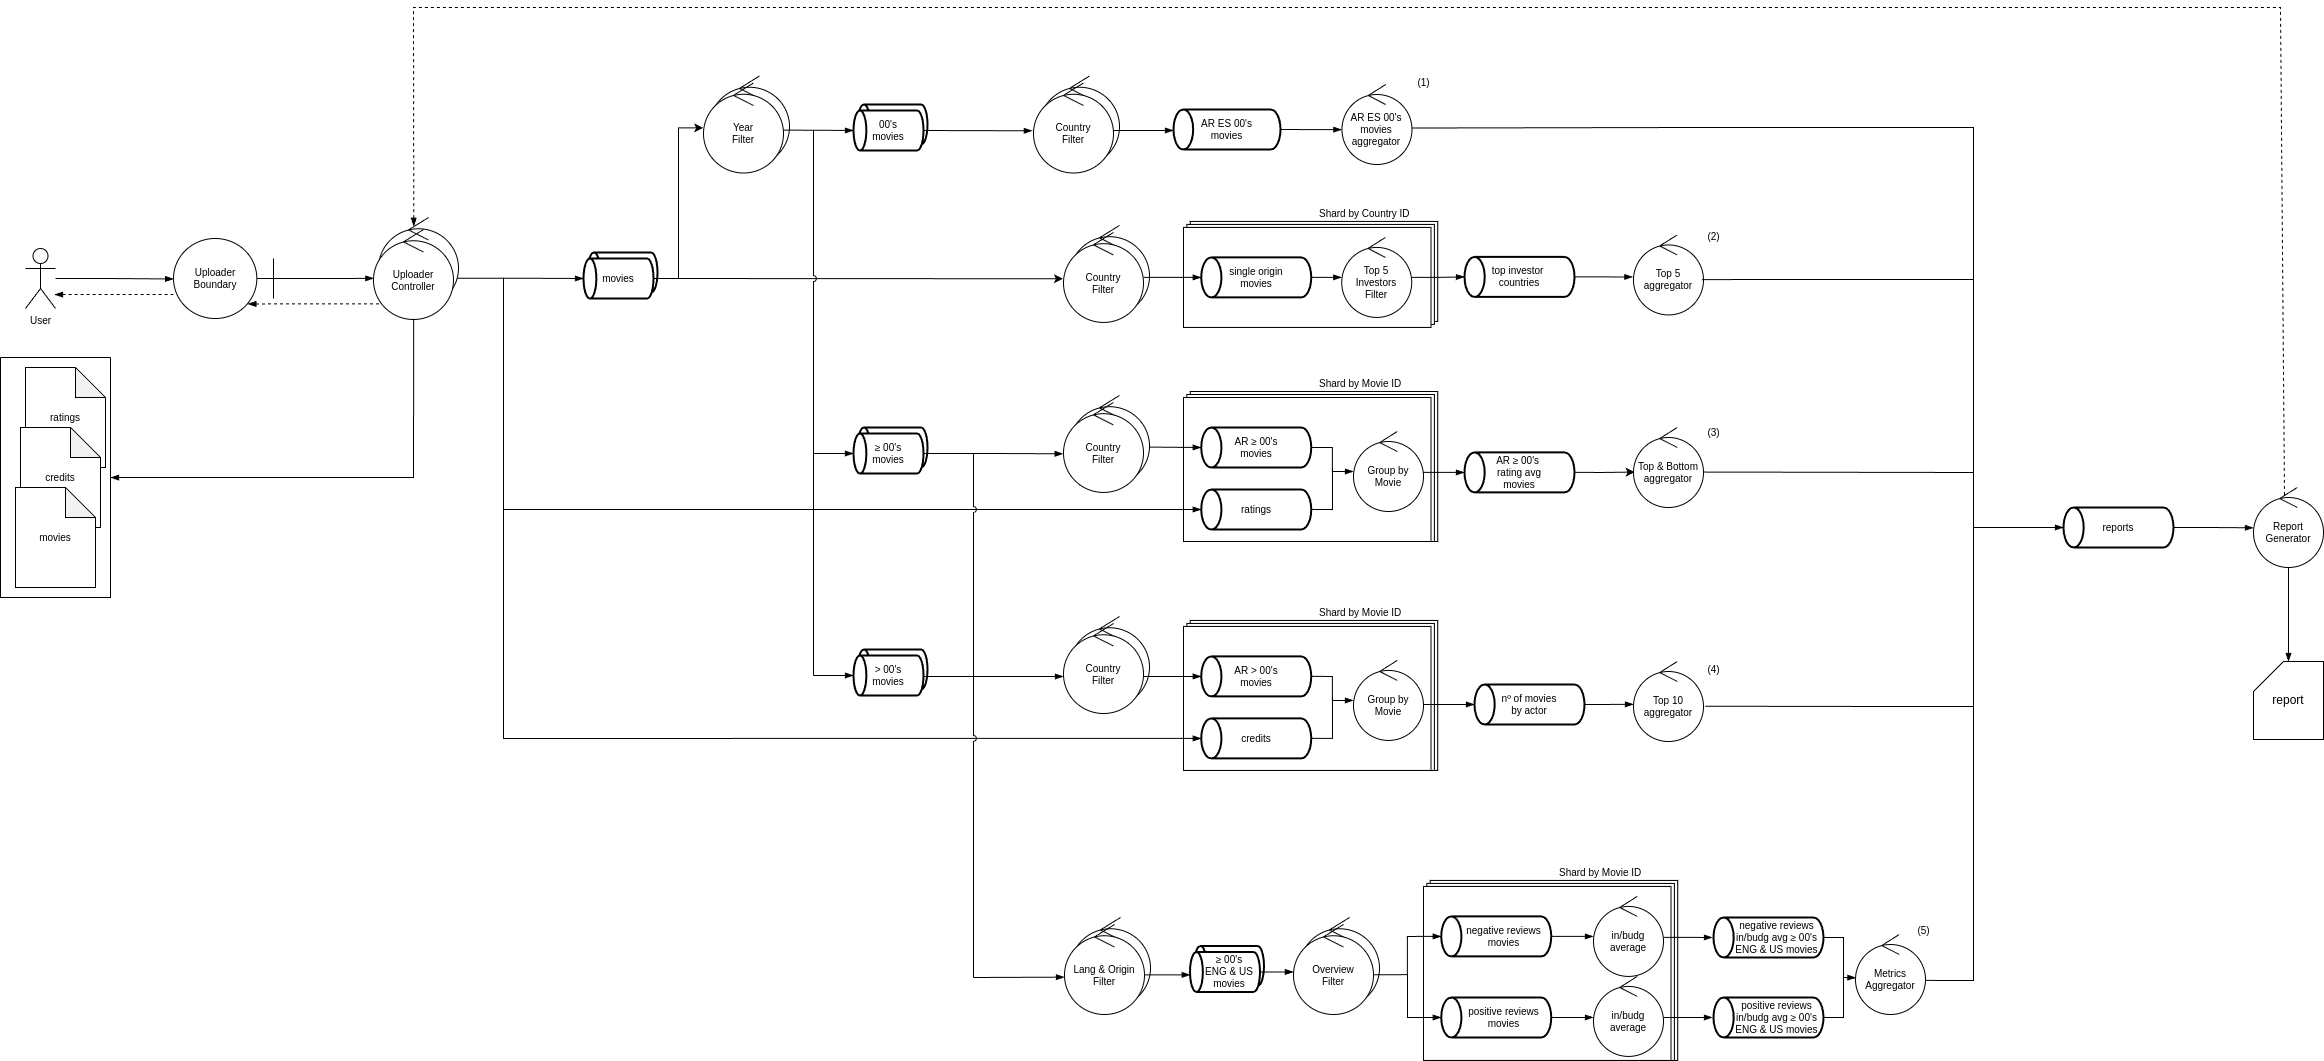 (1)
Year
Filter
00's
movies
Country
Filter
AR ES 00's
movies
AR ES 00's
movies
aggregator
User
Uploader
Boundary
Uploader
Controller
movies
Country
Filter
Shard by Country ID
single origin
movies
Top 5
Investors
Filter
top investor
countries
Top 5
aggregator
(2)
ratings
credits
movies
≥ 00's
movies
Country
Filter
Shard by Movie ID
AR ≥ 00's
movies
ratings
Group by
Movie
AR ≥ 00's
rating avg
movies
Top & Bottom
aggregator
(3)
reports
Report
Generator
report
> 00's
movies
Country
Filter
Shard by Movie ID
AR > 00's
movies
credits
Group by
Movie
nº of movies
by actor
Top 10
aggregator
(4)
Lang & Origin
Filter
≥ 00's
ENG & US
movies
Overview
Filter
Shard by Movie ID
negative reviews
movies
in/budg
average
negative reviews
in/budg avg ≥ 00's
ENG & US movies
positive reviews
movies
in/budg
average
positive reviews
in/budg avg ≥ 00's
ENG & US movies
Metrics
Aggregator
(5)